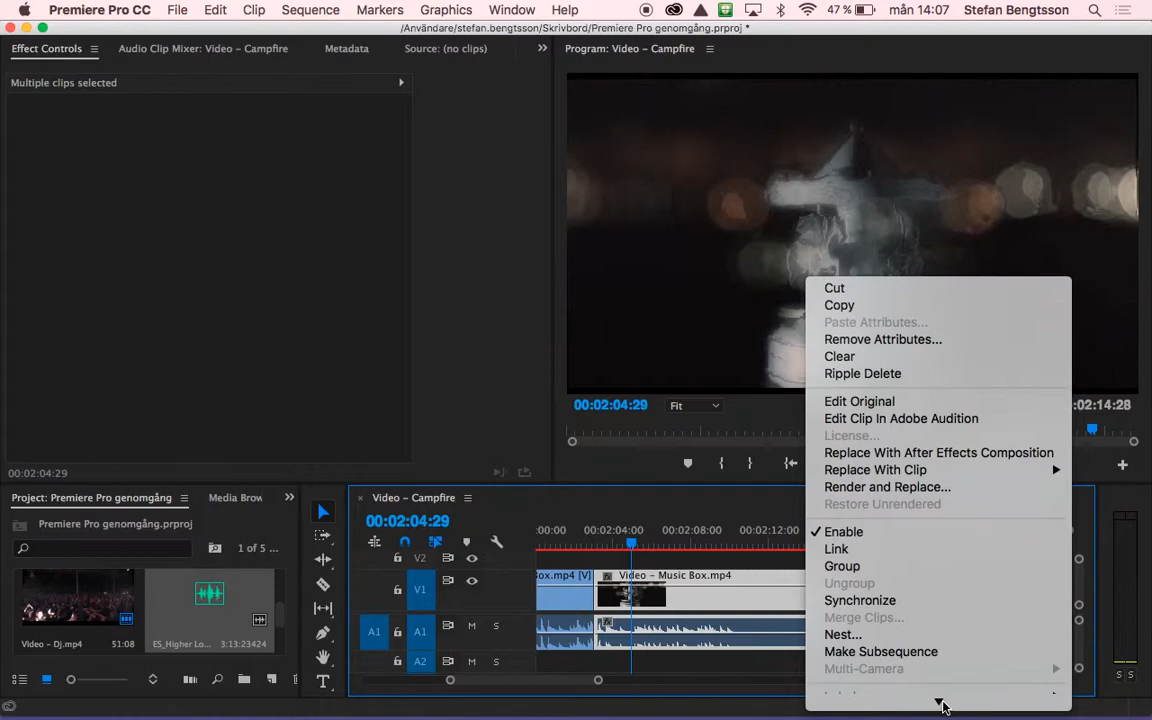 Premiere Pro CC File Edit Clip Sequence Markers Graphics Window Help 47 % mån 14:07 Stefan Bengtsson
/Användare/stefan.bengtsson/Skrivbord/Premiere Pro genomgång.prproj *
Effect Controls Audio Clip Mixer: Video – Campfire Metadata Source: (no clips) Program: Video – Campfire
Multiple clips selected
Cut
Copy
Paste Attributes...
Remove Attributes...
Clear
Ripple Delete
Edit Original
00:02:04:29 Fit :02:14:28
Edit Clip In Adobe Audition
License...
Replace With After Effects Composition
Replace With Clip
00:02:04:29
Render and Replace...
Restore Unrendered
Project: Premiere Pro genomgång Media Brow Video – Campfire
Premiere Pro genomgång.prproj 00:02:04:29
:00:00 00:02:04:00 00:02:08:00 00:02:12:00
Enable
1 of 5 ...
Link
V2
Group
V1 Box.mp4 [V] Video – Music Box.mp4
Ungroup
Synchronize
Merge Clips...
A1 A1 M S
Nest...
Video – Dj.mp4 51:08 ES_Higher Lo... 3:13:23424
Make Subsequence
A2 M S
Multi-Camera
S S